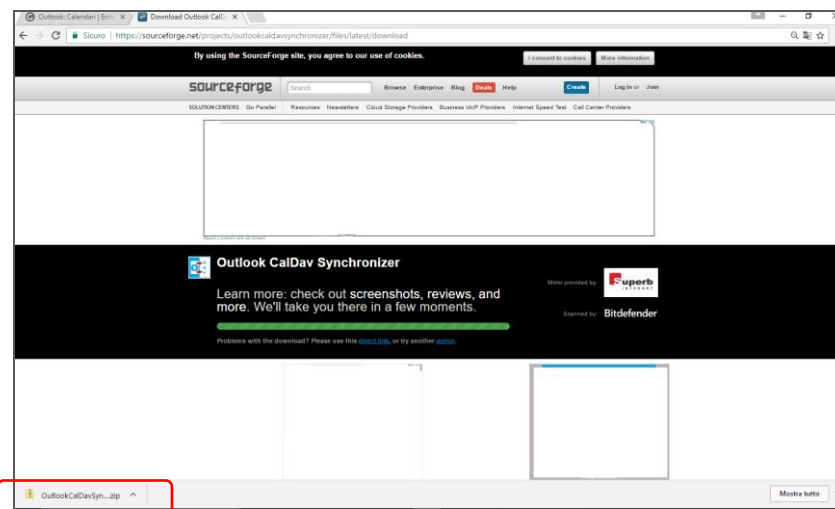 Outlook: Calendari | Em
Download Outlook CalD
Sicuro | https://sourceforge.net/projects/outlookcaldavsynchronizer/files/latest/download
By using the SourceForge site, you agree to our use of cookies.
I consent to cookies
More information
sourceforge
Search
Browse Enterprise Blog Deals Help
Create
Log In or Join
SOLUTION CENTERS Go Parallel Resources Newsletters Cloud Storage Providers Business VoIP Providers Internet Speed Test Call Center Providers
Outlook CalDav Synchronizer
Learn more: check out screenshots, reviews, and
more. We'll take you there in a few moments.
Mirror provided by:
Superb
INTERNET
Scanned by:
Bitdefender
Problems with the download? Please use this direct link, or try another mirror.
OutlookCalDavSyn....zip
Mostra tutto